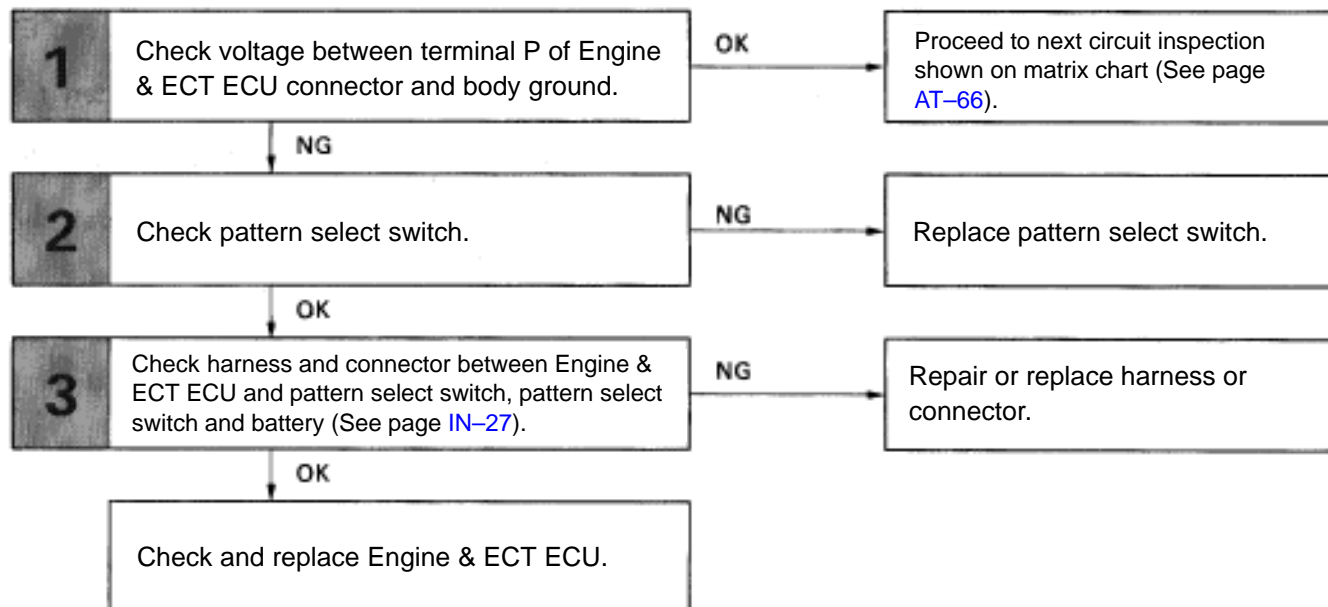 1
Check voltage between terminal P of Engine
& ECT ECU connector and body ground.
OK
Proceed to next circuit inspection
shown on matrix chart (See page
AT–66).
NG
2
Check pattern select switch.
NG
Replace pattern select switch.
OK
3
Check harness and connector between Engine &
ECT ECU and pattern select switch, pattern select
switch and battery (See page IN–27).
NG
Repair or replace harness or
connector.
OK
Check and replace Engine & ECT ECU.